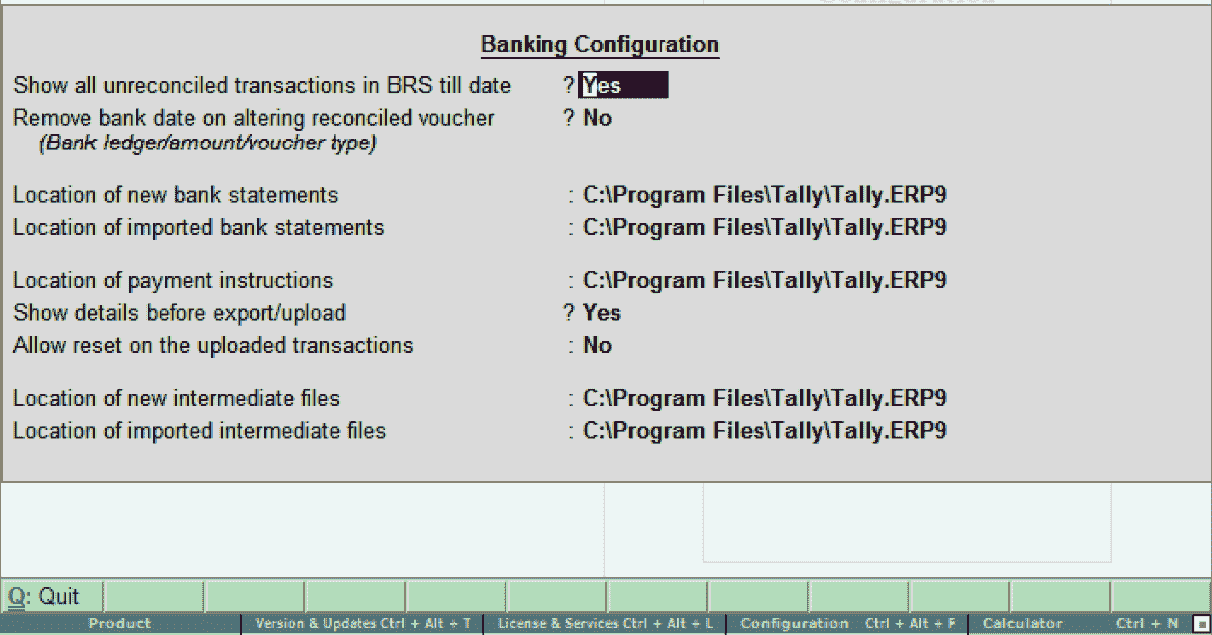 Configuration
Banking Configuration
Show all unreconciled transactions in BRS till date ? Yes
Remove bank date on altering reconciled voucher ? No
(Bank ledger/amount/voucher type)
Location of new bank statements : C:\Program Files\Tally\Tally.ERP9
Location of imported bank statements : C:\Program Files\Tally\Tally.ERP9
Location of payment instructions : C:\Program Files\Tally\Tally.ERP9
Show details before export/upload ? Yes
Allow reset on the uploaded transactions : No
Location of new intermediate files : C:\Program Files\Tally\Tally.ERP9
Location of imported intermediate files : C:\Program Files\Tally\Tally.ERP9
Q: Quit
Product Version & Updates Ctrl + Alt + T License & Services Ctrl + Alt + L Configuration Ctrl + Alt + F Calculator Ctrl + N